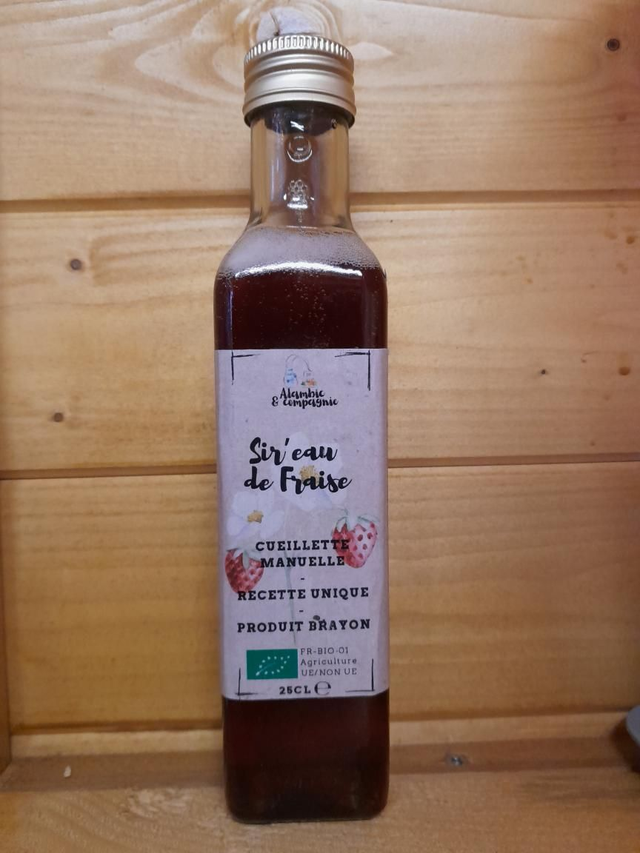 Alambic
& compagnie
Sir'eau
de Fraise
CUEILLETTE
MANUELLE
-
RECETTE UNIQUE
-
PRODUIT BRAYON
FR-BIO-01
Agriculture
UE/NON UE
25CL ℮